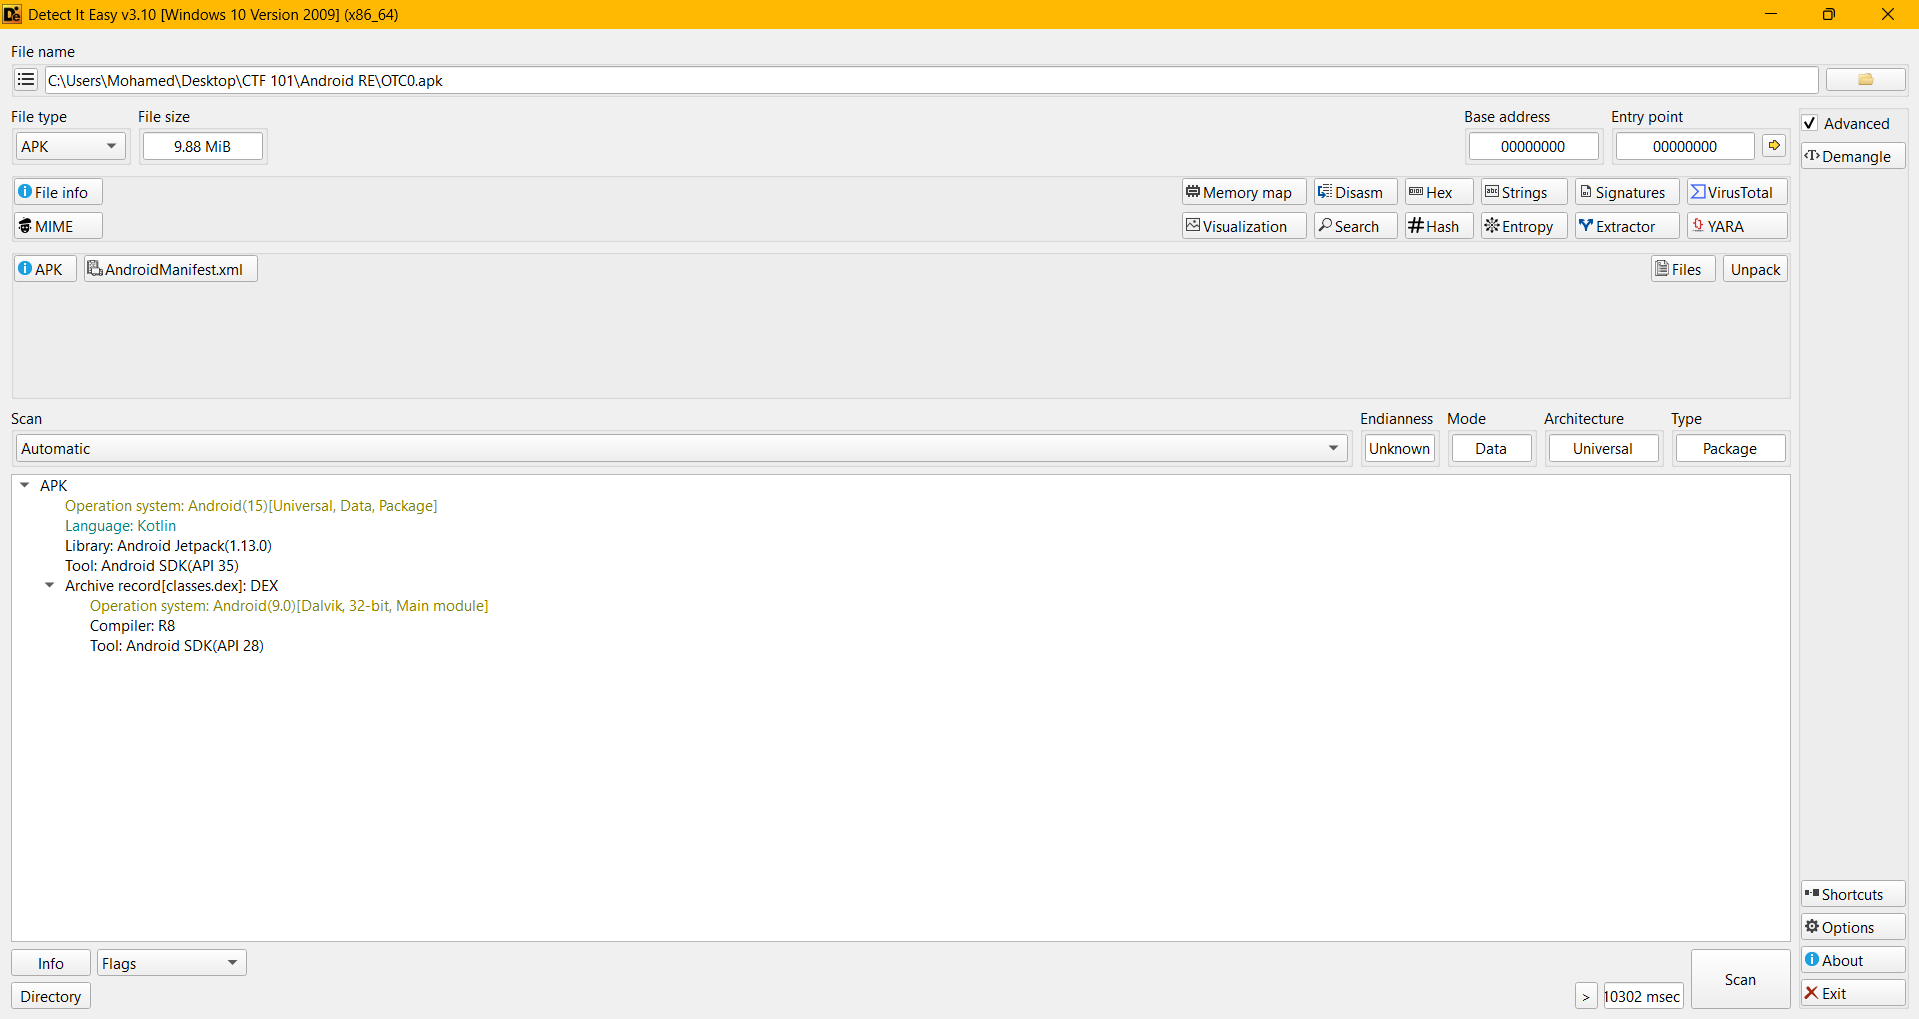 Detect It Easy v3.10 [Windows 10 Version 2009] (x86_64)
File name
C:\Users\Mohamed\Desktop\CTF 101\Android RE\OTC0.apk
File type File size Base address Entry point
Advanced
APK 9.88 MiB 00000000 00000000
Demangle
File info Memory map Disasm Hex Strings Signatures VirusTotal
MIME Visualization Search Hash Entropy Extractor YARA
APK AndroidManifest.xml Files Unpack
Scan Endianness Mode Architecture Type
Automatic Unknown Data Universal Package
APK
Operation system: Android(15)[Universal, Data, Package]
Language: Kotlin
Library: Android Jetpack(1.13.0)
Tool: Android SDK(API 35)
Archive record[classes.dex]: DEX
Operation system: Android(9.0)[Dalvik, 32-bit, Main module]
Compiler: R8
Tool: Android SDK(API 28)
Shortcuts
Options
Info Flags About
Scan
Directory > 10302 msec Exit